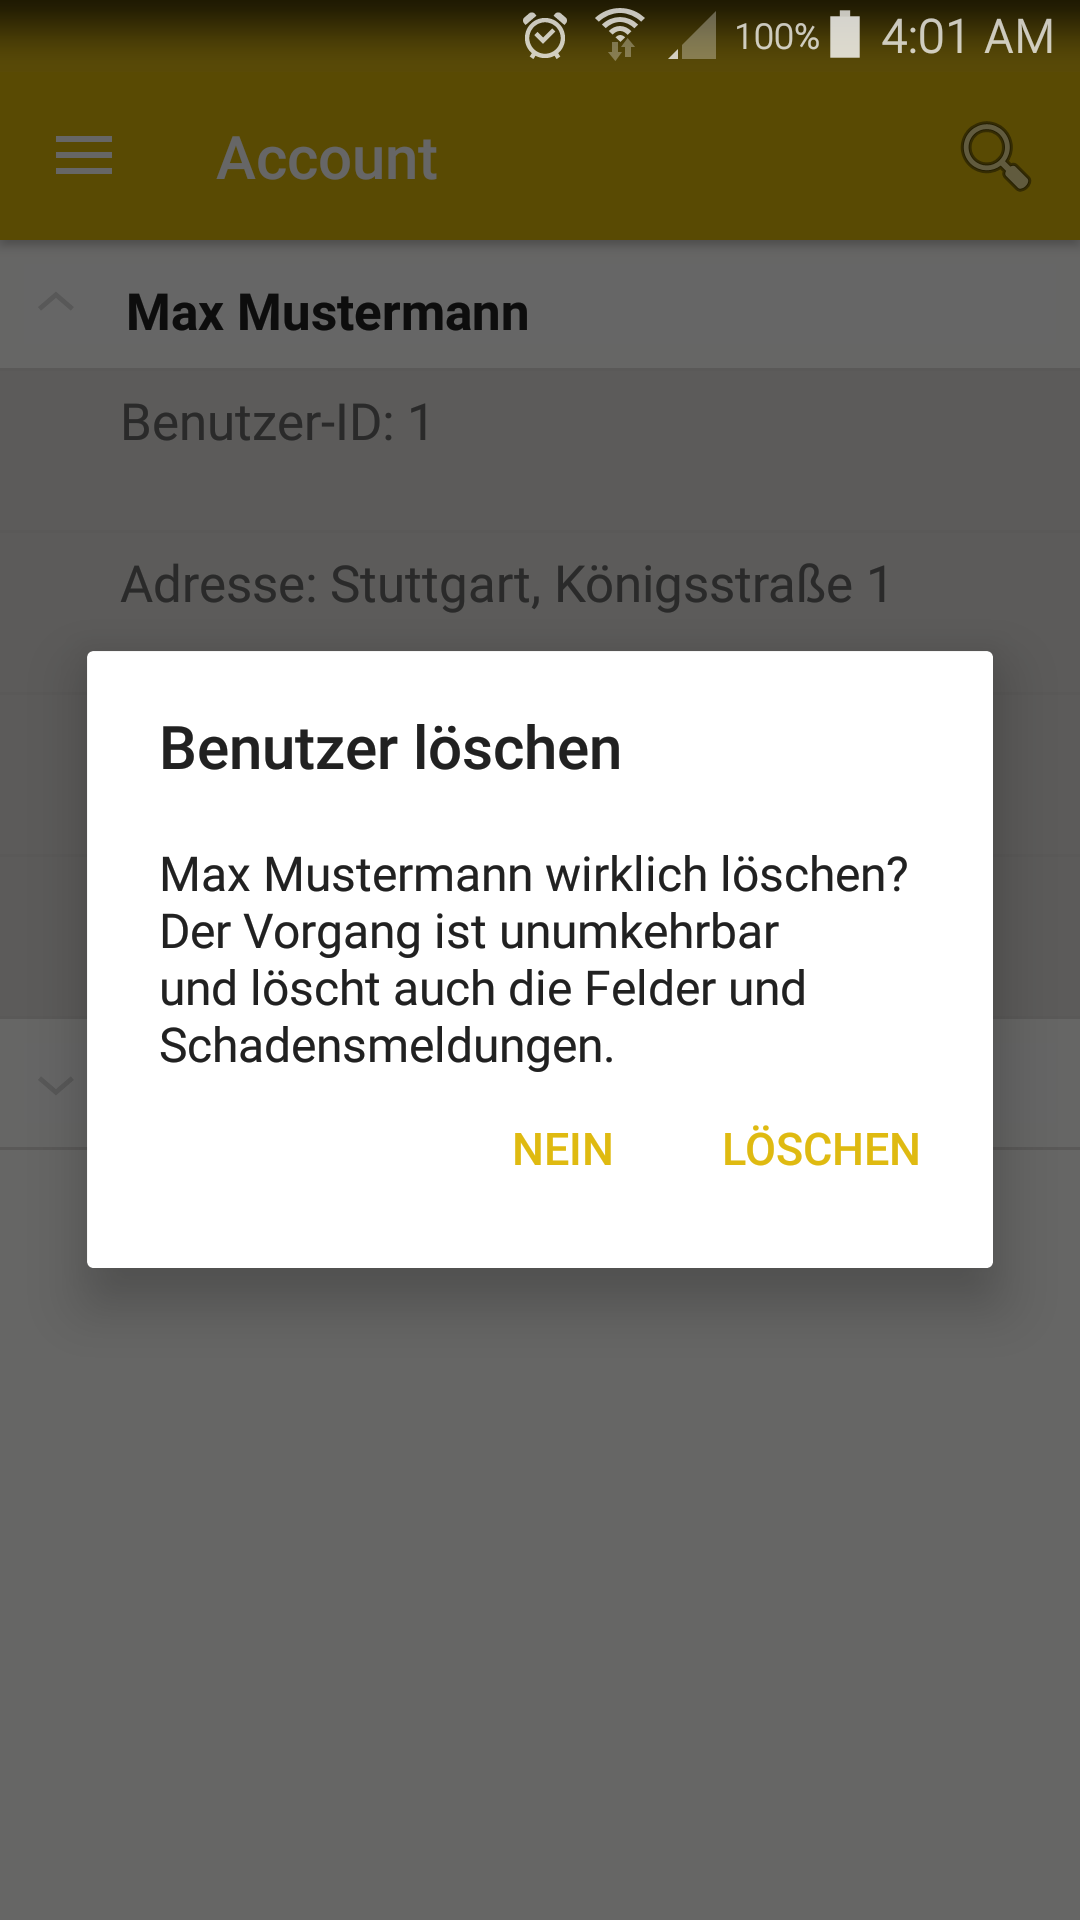 100% 4:01 AM
Account
Max Mustermann
Benutzer-ID: 1
Adresse: Stuttgart, Königsstraße 1
Benutzer löschen
Max Mustermann wirklich löschen?
Der Vorgang ist unumkehrbar
und löscht auch die Felder und
Schadensmeldungen.
NEIN LÖSCHEN